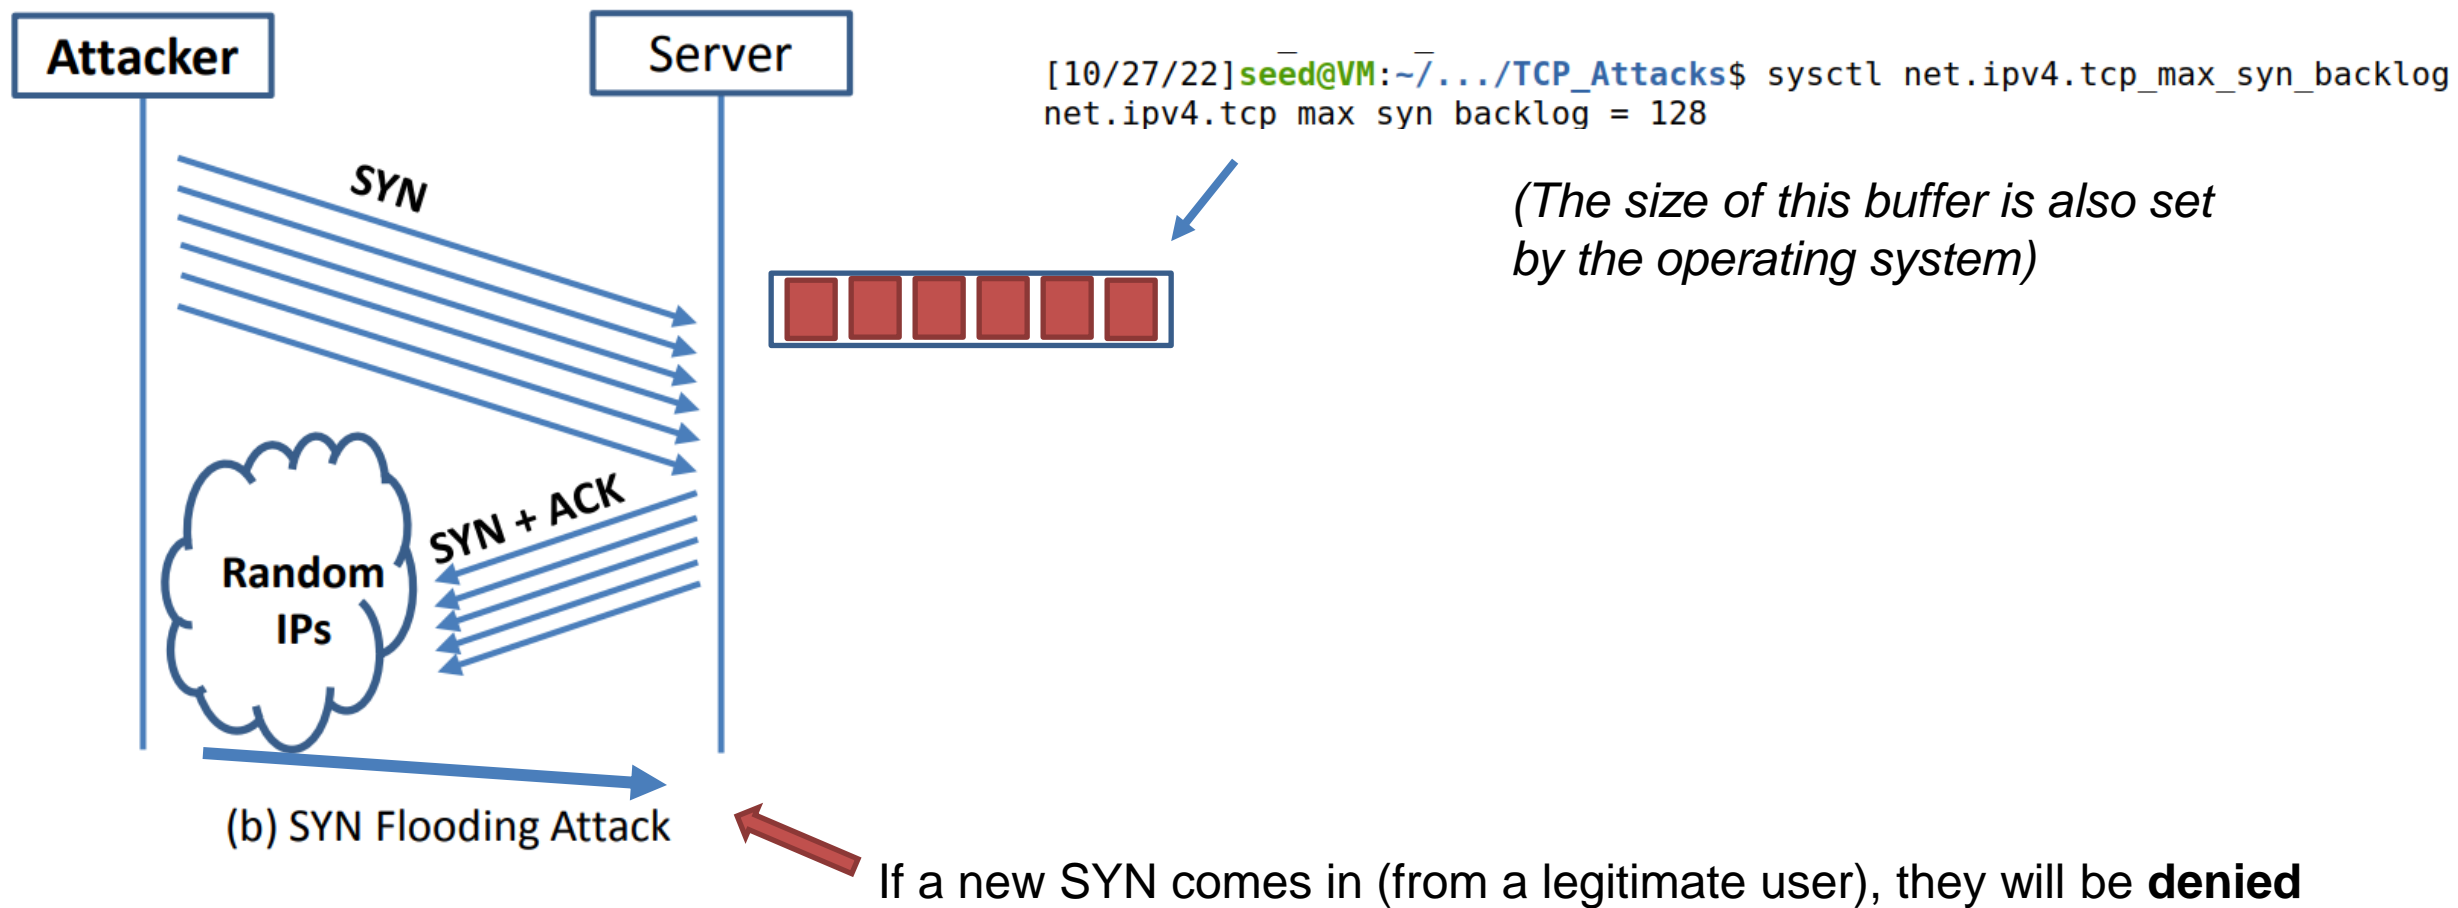 Attacker
Server
[10/27/22]seed@VM:~/.../TCP_Attacks$ sysctl net.ipv4.tcp_max_syn_backlog
net.ipv4.tcp max syn backlog = 128
SYN
(The size of this buffer is also set
by the operating system)
SYN + ACK
Random
IPs
(b) SYN Flooding Attack
If a new SYN comes in (from a legitimate user), they will be denied